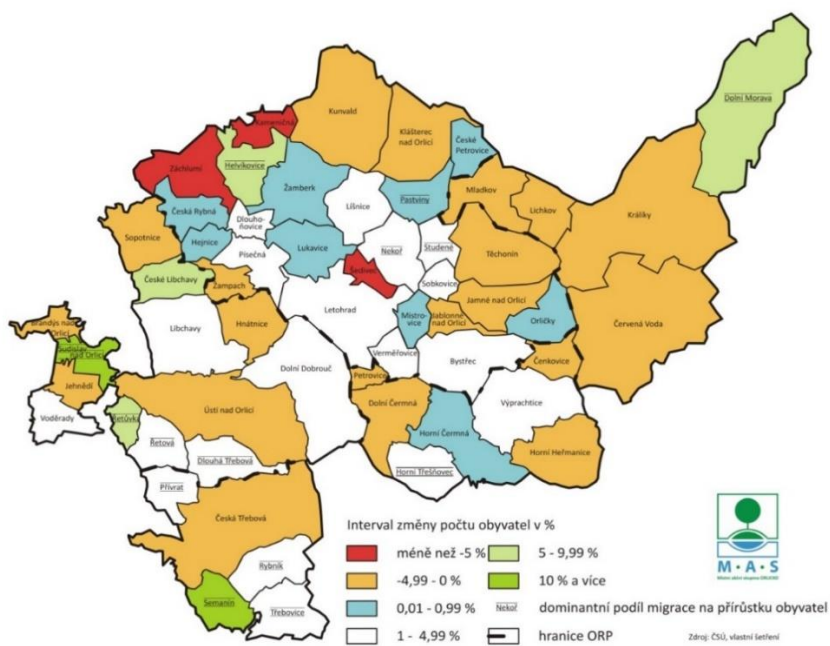 Dolní Morava
Kameničná
Kunvald
Klášterec
nad Orlicí
České
Petrovice
Záchlumí
Helvíkovice
Žamberk
Líšnice
Pastviny
Mladkov
Lichkov
Králíky
Česká Rybná
Dlouho-
ňovice
Sopotnice
Hejnice
Písečná
Lukavice
Nekoř
Studené
Těchonín
Šedivec
Sobkovice
České Libchavy
Žampach
Letohrad
Jamné nad Orlicí
Libchavy
Hnátnice
Mistro-
vice
Jablonné
nad Orlicí
Orličky
Červená Voda
Brandýs nad
Orlicí
Sudislav
nad Orlicí
Verměřovice
Bystřec
Čenkovice
Dolní Dobrouč
Petrovice
Jehnědí
Ústí nad Orlicí
Dolní Čermná
Výprachtice
Voděrady
Řetůvka
Řetová
Horní Čermná
Dlouhá Třebová
Horní Heřmanice
Horní Třešňovec
Přívrat
Česká Třebová
Rybník
Semanín
Třebovice
Interval změny počtu obyvatel v %
méně než -5 %
5 - 9,99 %
-4,99 - 0 %
10 % a více
0,01 - 0,99 %
Nekoř
dominantní podíl migrace na přírůstku obyvatel
1 - 4,99 %
hranice ORP
M·A·S
Zdroj: ČSÚ, vlastní šetření